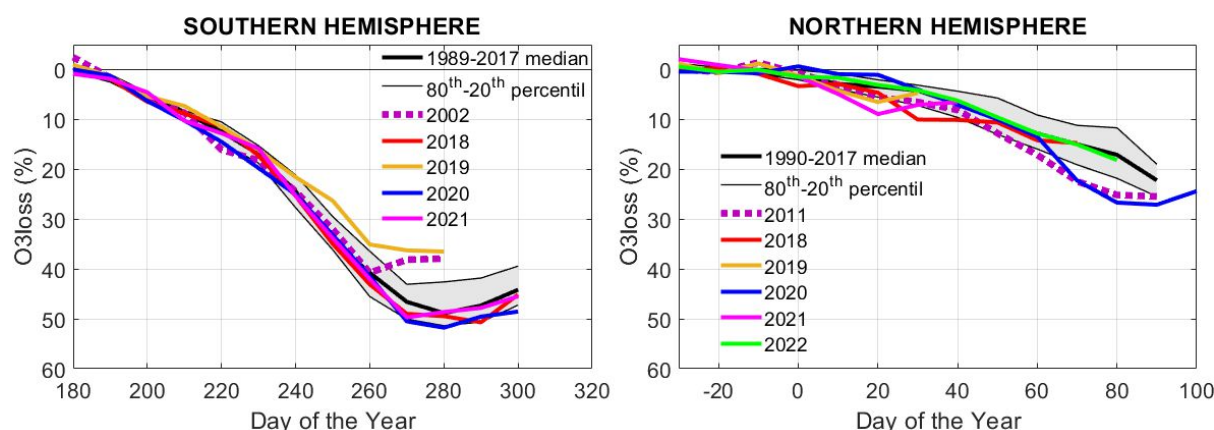 SOUTHERN HEMISPHERE
O3loss (%)
0
10
20
30
40
50
60
180 200 220 240 260 280 300 320
Day of the Year
1989-2017 median
80th-20th percentil
2002
2018
2019
2020
2021
NORTHERN HEMISPHERE
O3loss (%)
0
10
20
30
40
50
60
-20 0 20 40 60 80 100
Day of the Year
1990-2017 median
80th-20th percentil
2011
2018
2019
2020
2021
2022